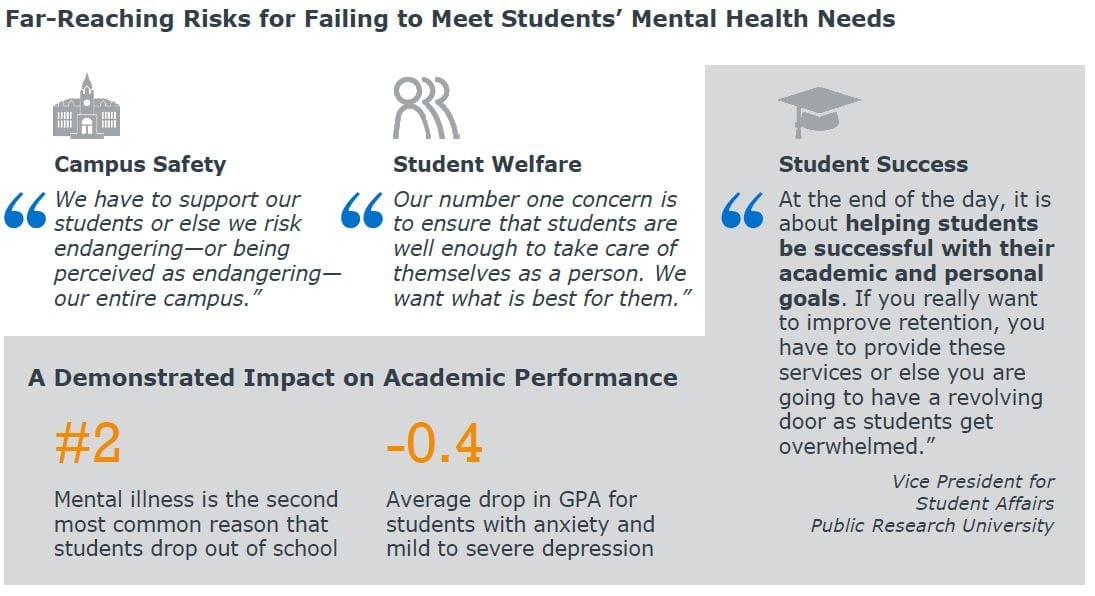 Far-Reaching Risks for Failing to Meet Students’ Mental Health Needs
Campus Safety
“We have to support our
students or else we risk
endangering—or being
perceived as endangering—
our entire campus.”
Student Welfare
“Our number one concern is
to ensure that students are
well enough to take care of
themselves as a person. We
want what is best for them.”
Student Success
“At the end of the day, it is
about helping students
be successful with their
academic and personal
goals. If you really want
to improve retention, you
have to provide these
services or else you are
going to have a revolving
door as students get
overwhelmed.”
Vice President for
Student Affairs
Public Research University
A Demonstrated Impact on Academic Performance
#2
Mental illness is the second
most common reason that
students drop out of school
-0.4
Average drop in GPA for
students with anxiety and
mild to severe depression